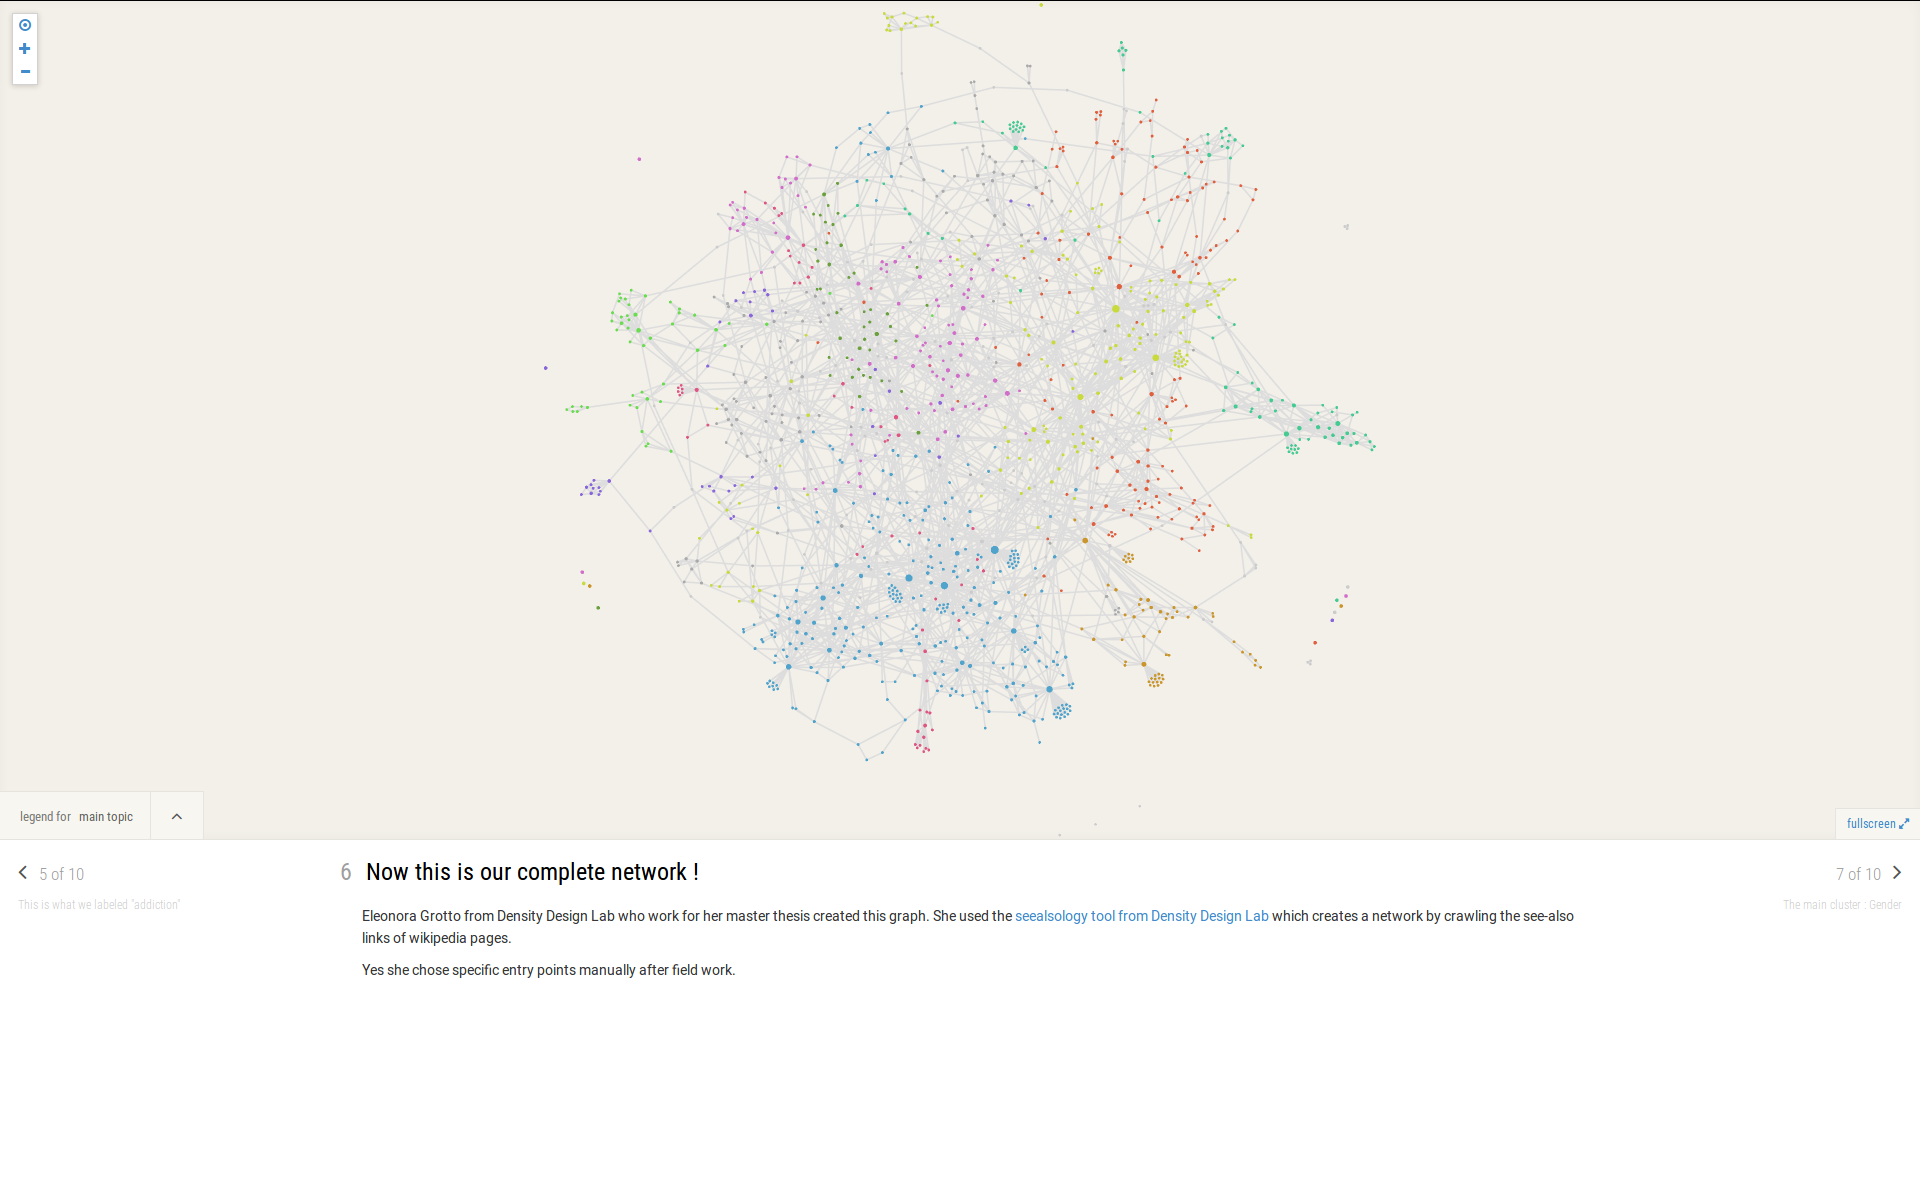 legend for main topic
fullscreen
5 of 10
This is what we labeled "addiction"
6 Now this is our complete network !
7 of 10
The main cluster : Gender
Eleonora Grotto from Density Design Lab who work for her master thesis created this graph. She used the seealsology tool from Density Design Lab which creates a network by crawling the see-also
links of wikipedia pages.
Yes she chose specific entry points manually after field work.